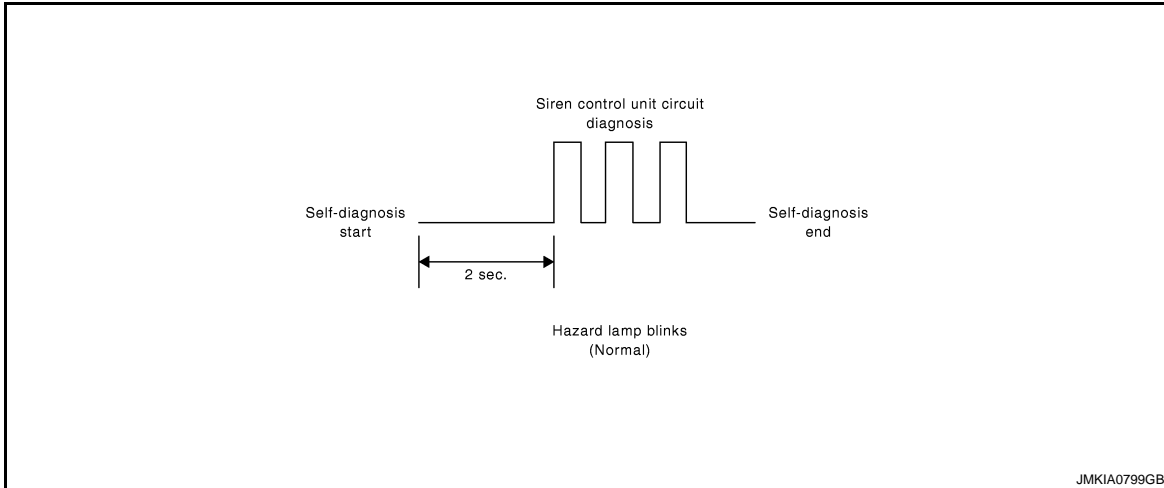 Siren control unit circuit
diagnosis
Self-diagnosis
start
Self-diagnosis
end
2 sec.
Hazard lamp blinks
(Normal)
JMKIA0799GB